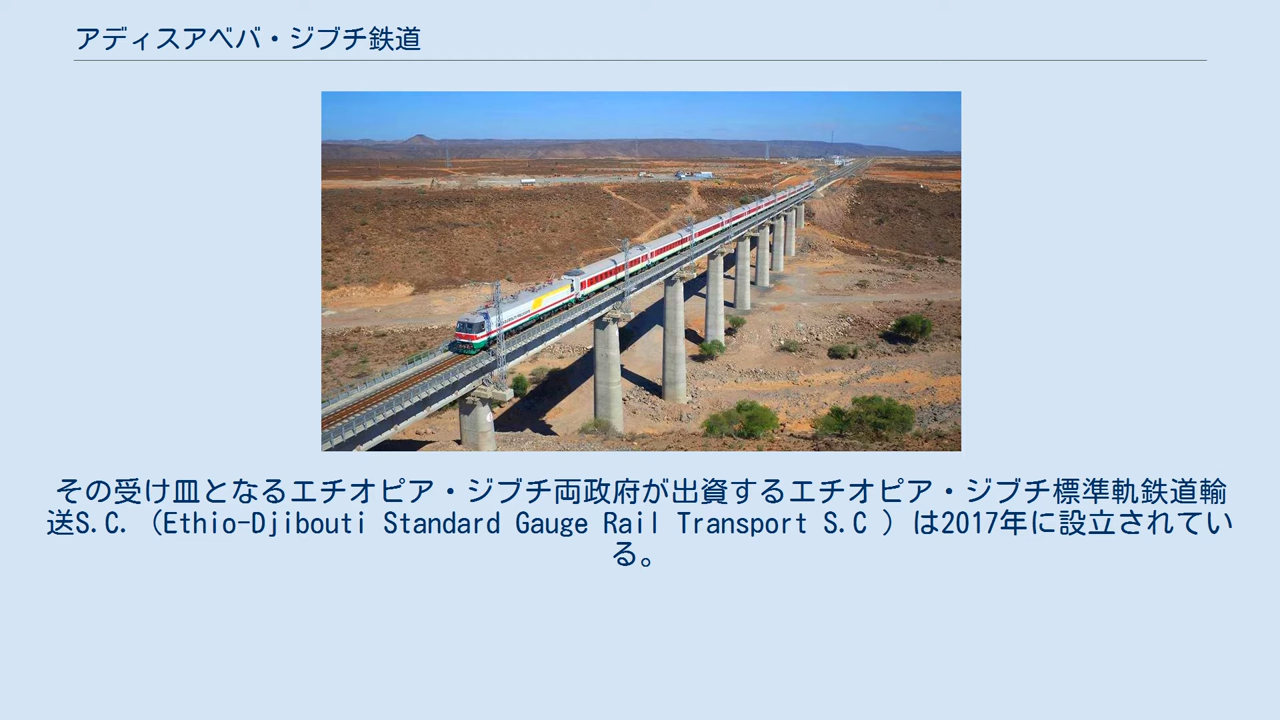 アディスアベバ・ジブチ鉄道
その受け皿となるエチオピア・ジブチ両政府が出資するエチオピア・ジブチ標準軌鉄道輸
送S.C.（Ethio-Djibouti Standard Gauge Rail Transport S.C ）は2017年に設立されてい
る。